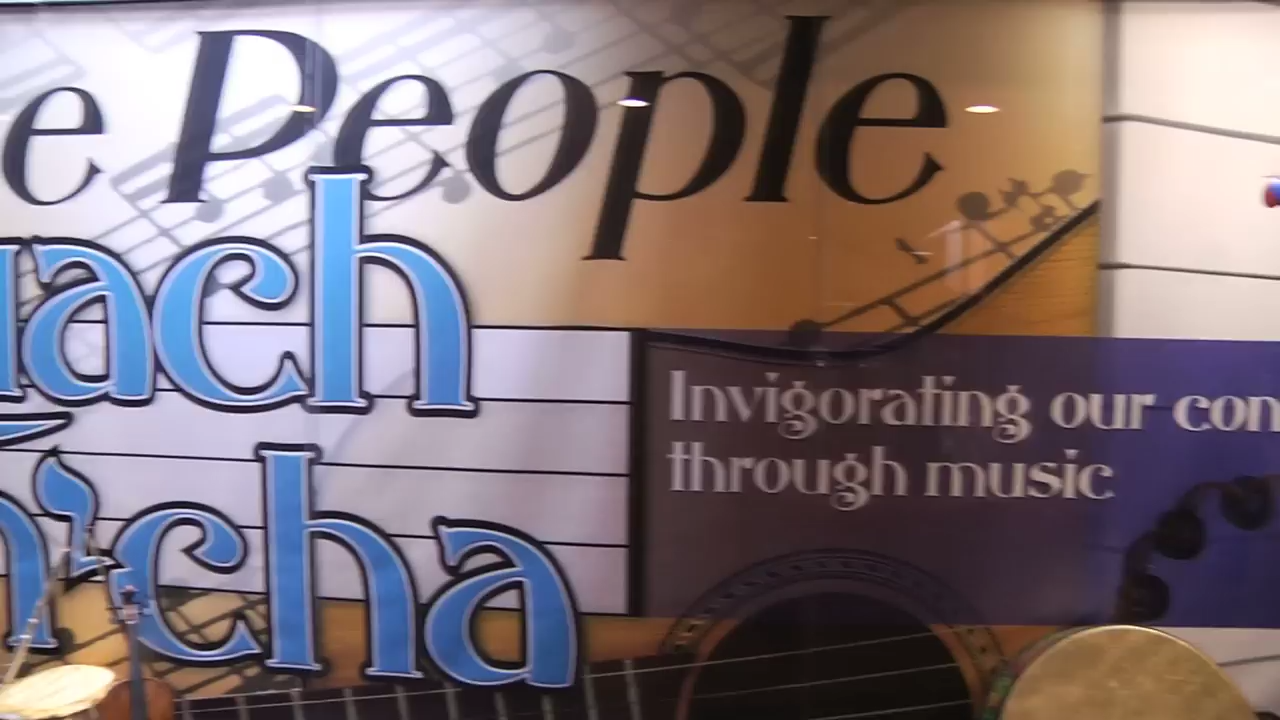 e People
ach
'cha
Invigorating our con
through music